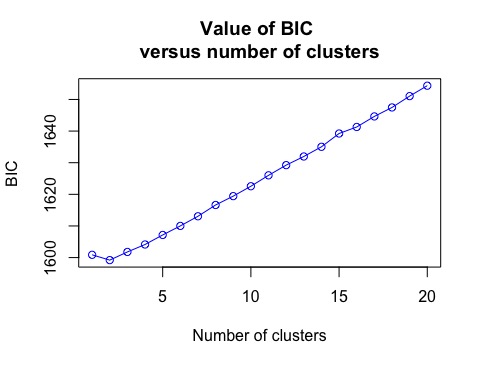 Value of BIC
versus number of clusters
BIC
1640
1620
1600
5 10 15 20
Number of clusters